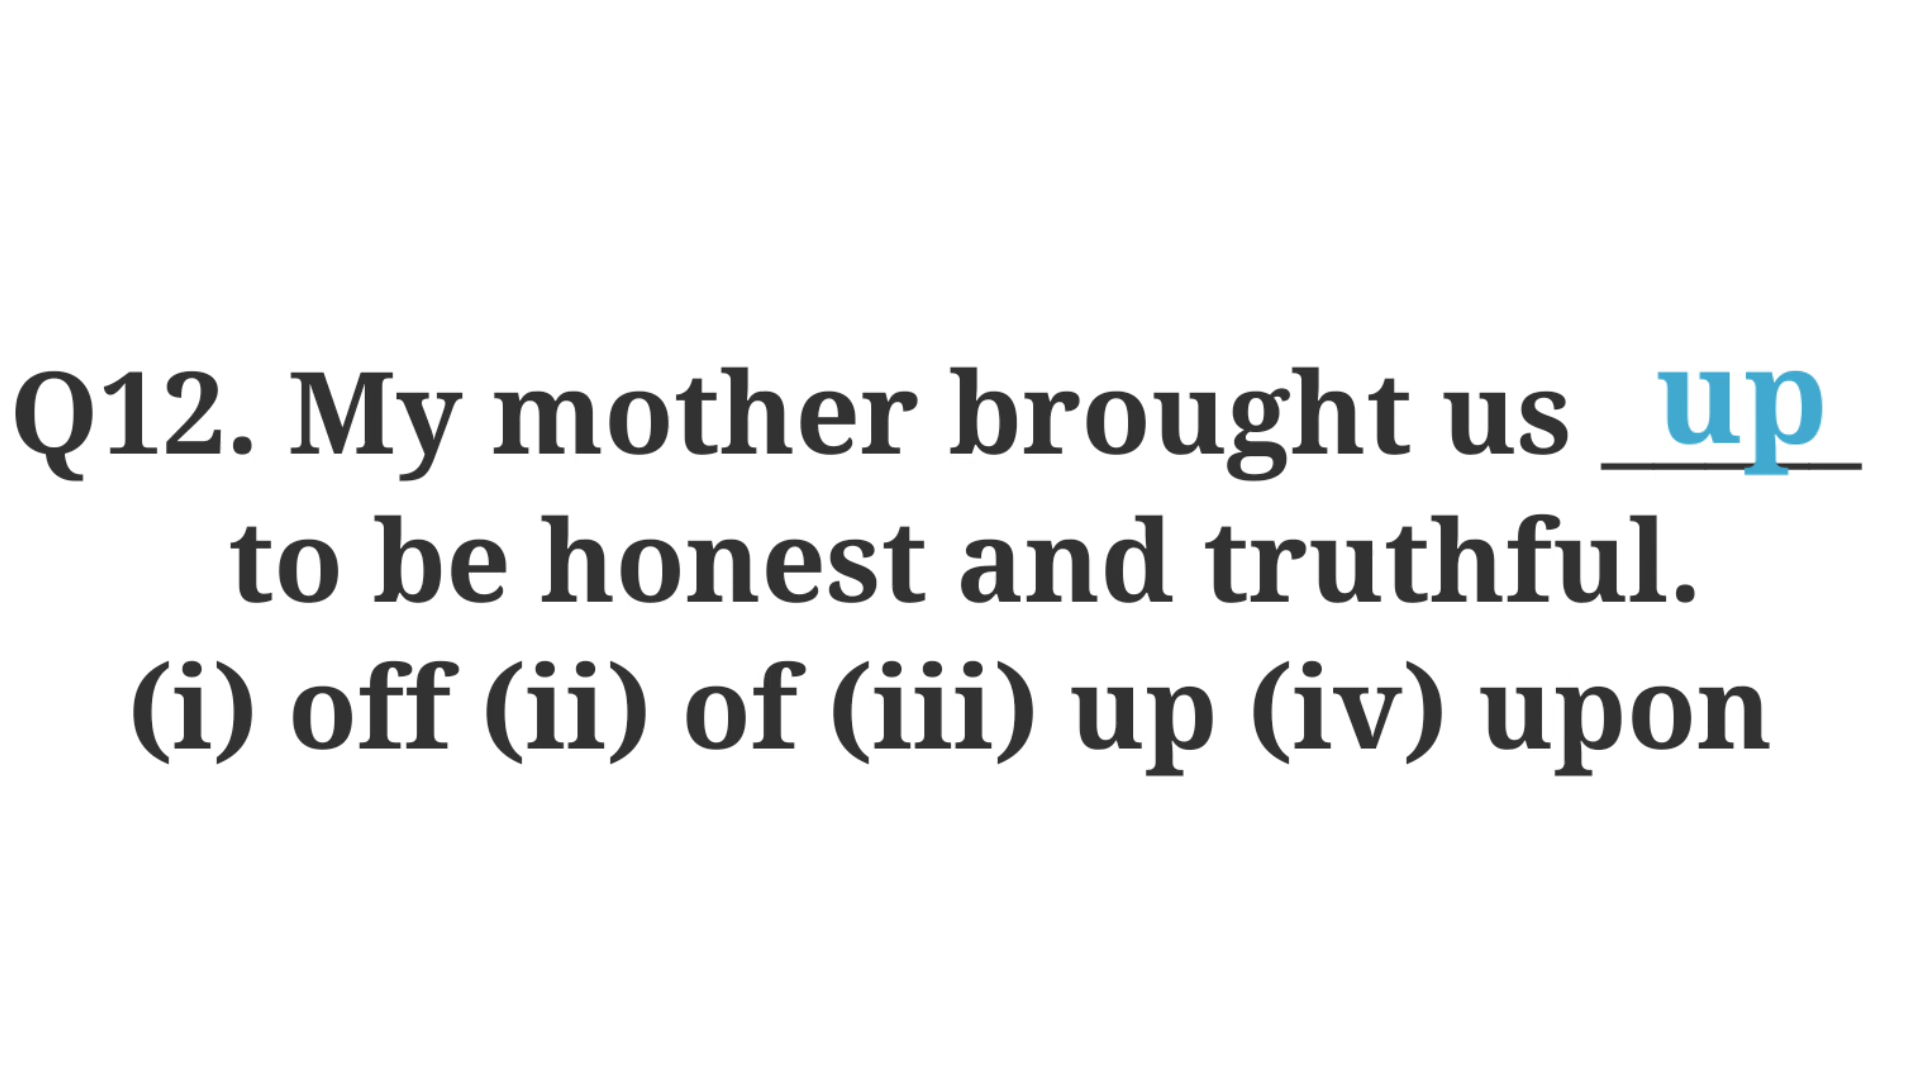 Q12. My mother brought us up
to be honest and truthful.
(i) off (ii) of (iii) up (iv) upon